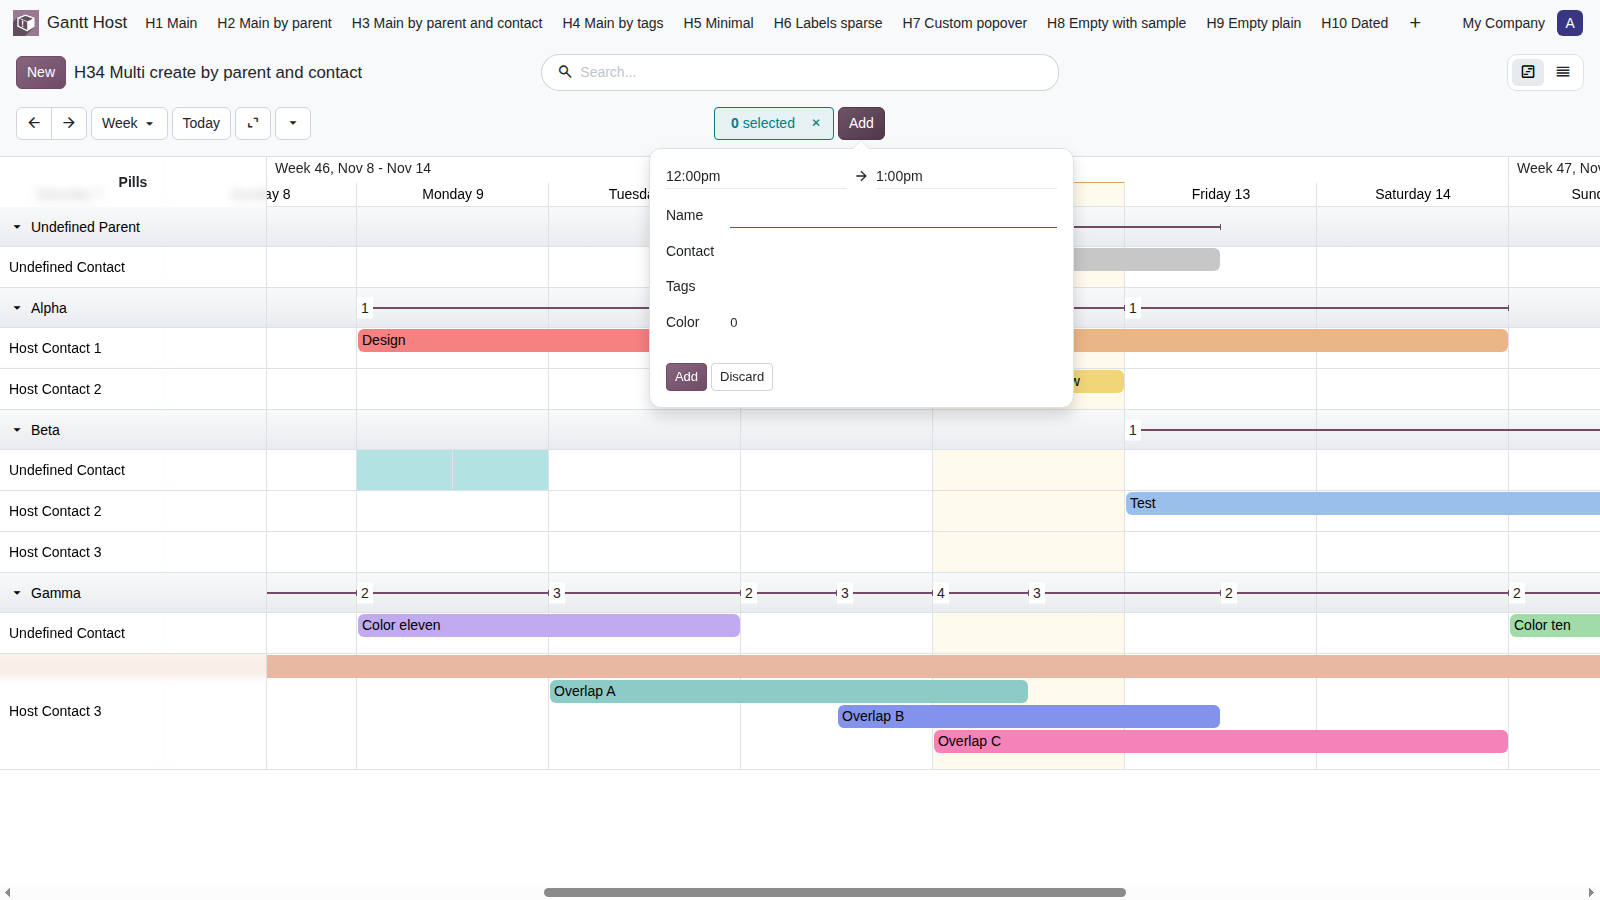 Gantt Host H1 Main H2 Main by parent H3 Main by parent and contact H4 Main by tags H5 Minimal H6 Labels sparse H7 Custom popover H8 Empty with sample H9 Empty plain H10 Dated + My Company A
New H34 Multi create by parent and contact Search...
Week Today 0 selected × Add
Week 46, Nov 8 - Nov 14 Week 47, Nov
Pills
ay 8 Monday 9 Tuesda Friday 13 Saturday 14 Sun
12:00pm → 1:00pm
Name
Contact
Tags
Color 0
Add Discard
Undefined Parent
Undefined Contact
Alpha 1 1
Host Contact 1 Design
Host Contact 2 w
Beta 1
Undefined Contact
Host Contact 2 Test
Host Contact 3
Gamma 2 3 2 3 4 3 2 2
Undefined Contact Color eleven Color ten
Overlap A
Host Contact 3 Overlap B
Overlap C